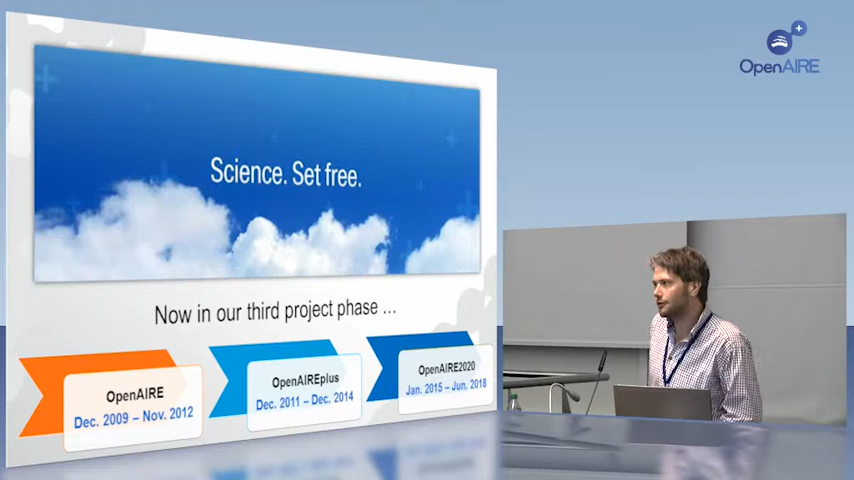 OpenAIRE
Science. Set free.
Now in our third project phase ...
OpenAIRE
Dec. 2009 – Nov. 2012
OpenAIREplus
Dec. 2011 – Dec. 2014
OpenAIRE2020
Jan. 2015 – Jun. 2018